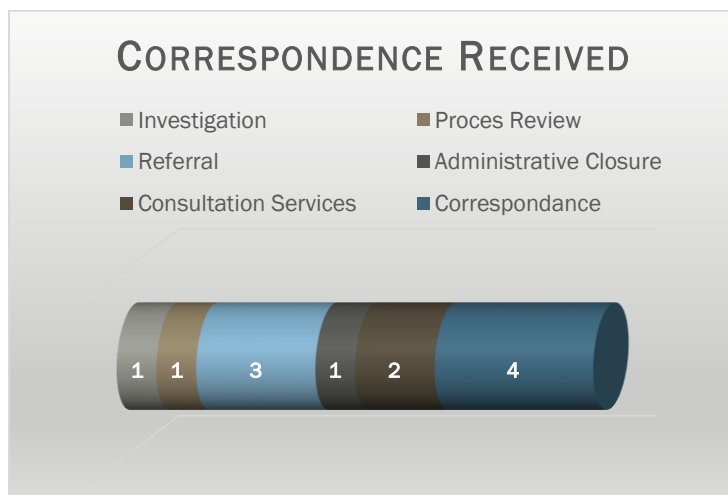 CORRESPONDENCE RECEIVED
Investigation Proces Review
Referral Administrative Closure
Consultation Services Correspondance
1 1 3 1 2 4